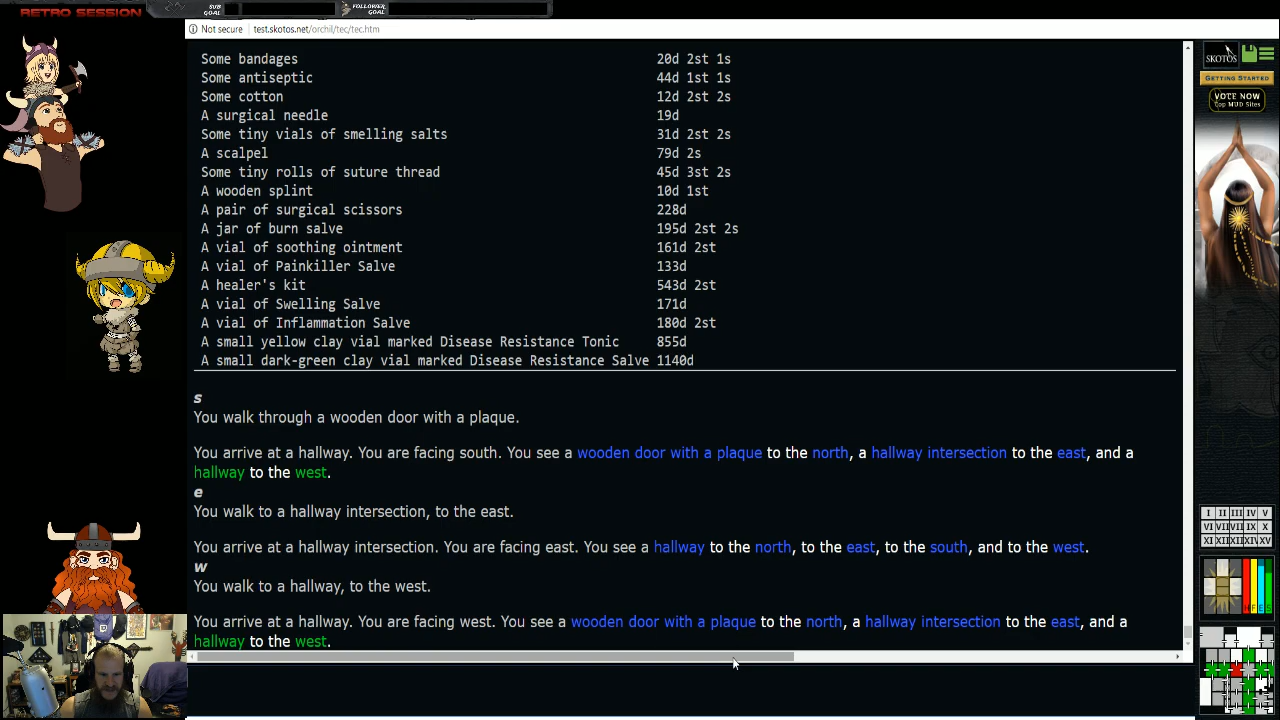 RETRO SESSION
SUB
GOAL
FOLLOWER
GOAL
Not secure test.skotos.net/orchil/tec/tec.htm
Some bandages 20d 2st 1s
Some antiseptic 44d 1st 1s
Some cotton 12d 2st 2s
A surgical needle 19d
Some tiny vials of smelling salts 31d 2st 2s
A scalpel 79d 2s
Some tiny rolls of suture thread 45d 3st 2s
A wooden splint 10d 1st
A pair of surgical scissors 228d
A jar of burn salve 195d 2st 2s
A vial of soothing ointment 161d 2st
A vial of Painkiller Salve 133d
A healer's kit 543d 2st
A vial of Swelling Salve 171d
A vial of Inflammation Salve 180d 2st
A small yellow clay vial marked Disease Resistance Tonic 855d
A small dark-green clay vial marked Disease Resistance Salve 1140d
s
You walk through a wooden door with a plaque.
You arrive at a hallway. You are facing south. You see a wooden door with a plaque to the north, a hallway intersection to the east, and a
hallway to the west.
e
You walk to a hallway intersection, to the east.
You arrive at a hallway intersection. You are facing east. You see a hallway to the north, to the east, to the south, and to the west.
w
You walk to a hallway, to the west.
You arrive at a hallway. You are facing west. You see a wooden door with a plaque to the north, a hallway intersection to the east, and a
hallway to the west.
SKOTOS
GETTING STARTED
VOTE NOW
Top MUD Sites
I II III IV V
VI VII VIII IX X
XI XII XIII XIV XV
H F E S